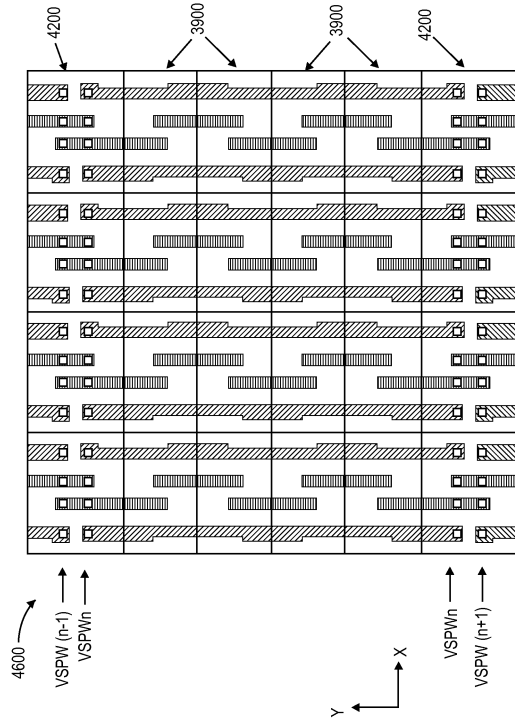 4200
3900
3900
4200
4600
VSPW (n-1)
VSPWn
VSPWn
VSPW (n+1)
Y
X